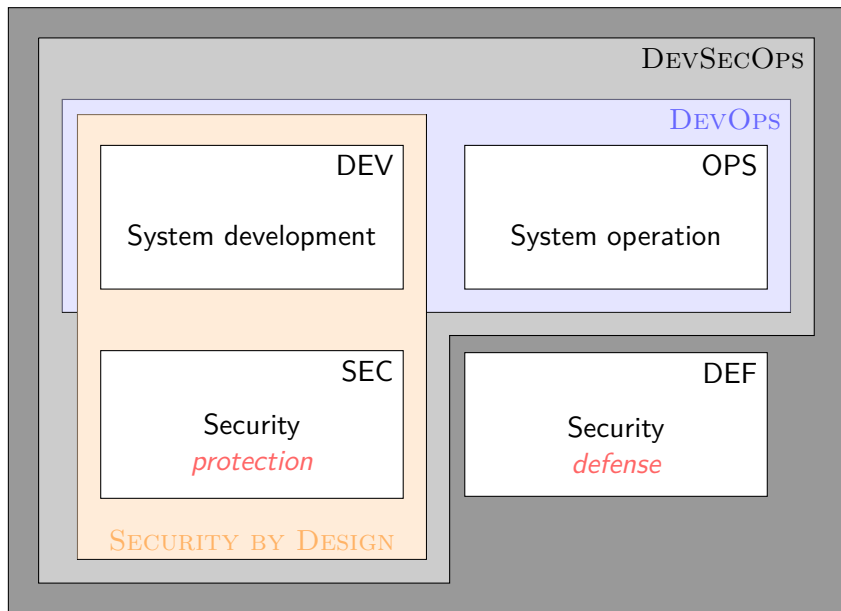 DEVSECOPS
DEVOPS
DEV
System development
OPS
System operation
SEC
Security
protection
DEF
Security
defense
SECURITY BY DESIGN